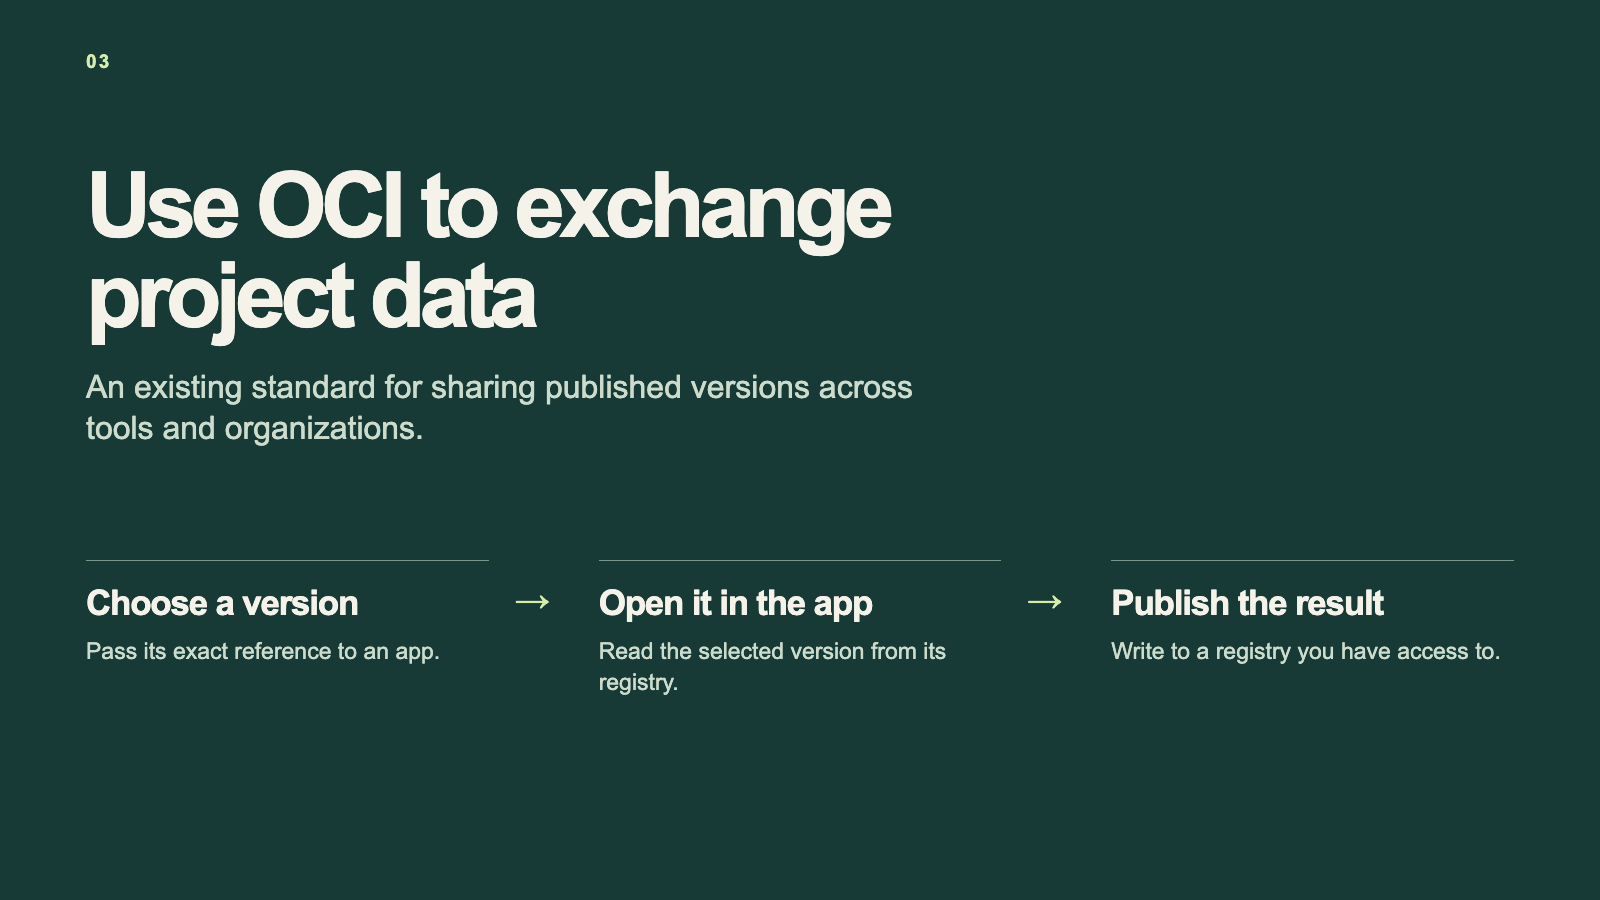 03
Use OCI to exchange
project data
An existing standard for sharing published versions across
tools and organizations.
Choose a version
Pass its exact reference to an app.
→
Open it in the app
Read the selected version from its
registry.
→
Publish the result
Write to a registry you have access to.